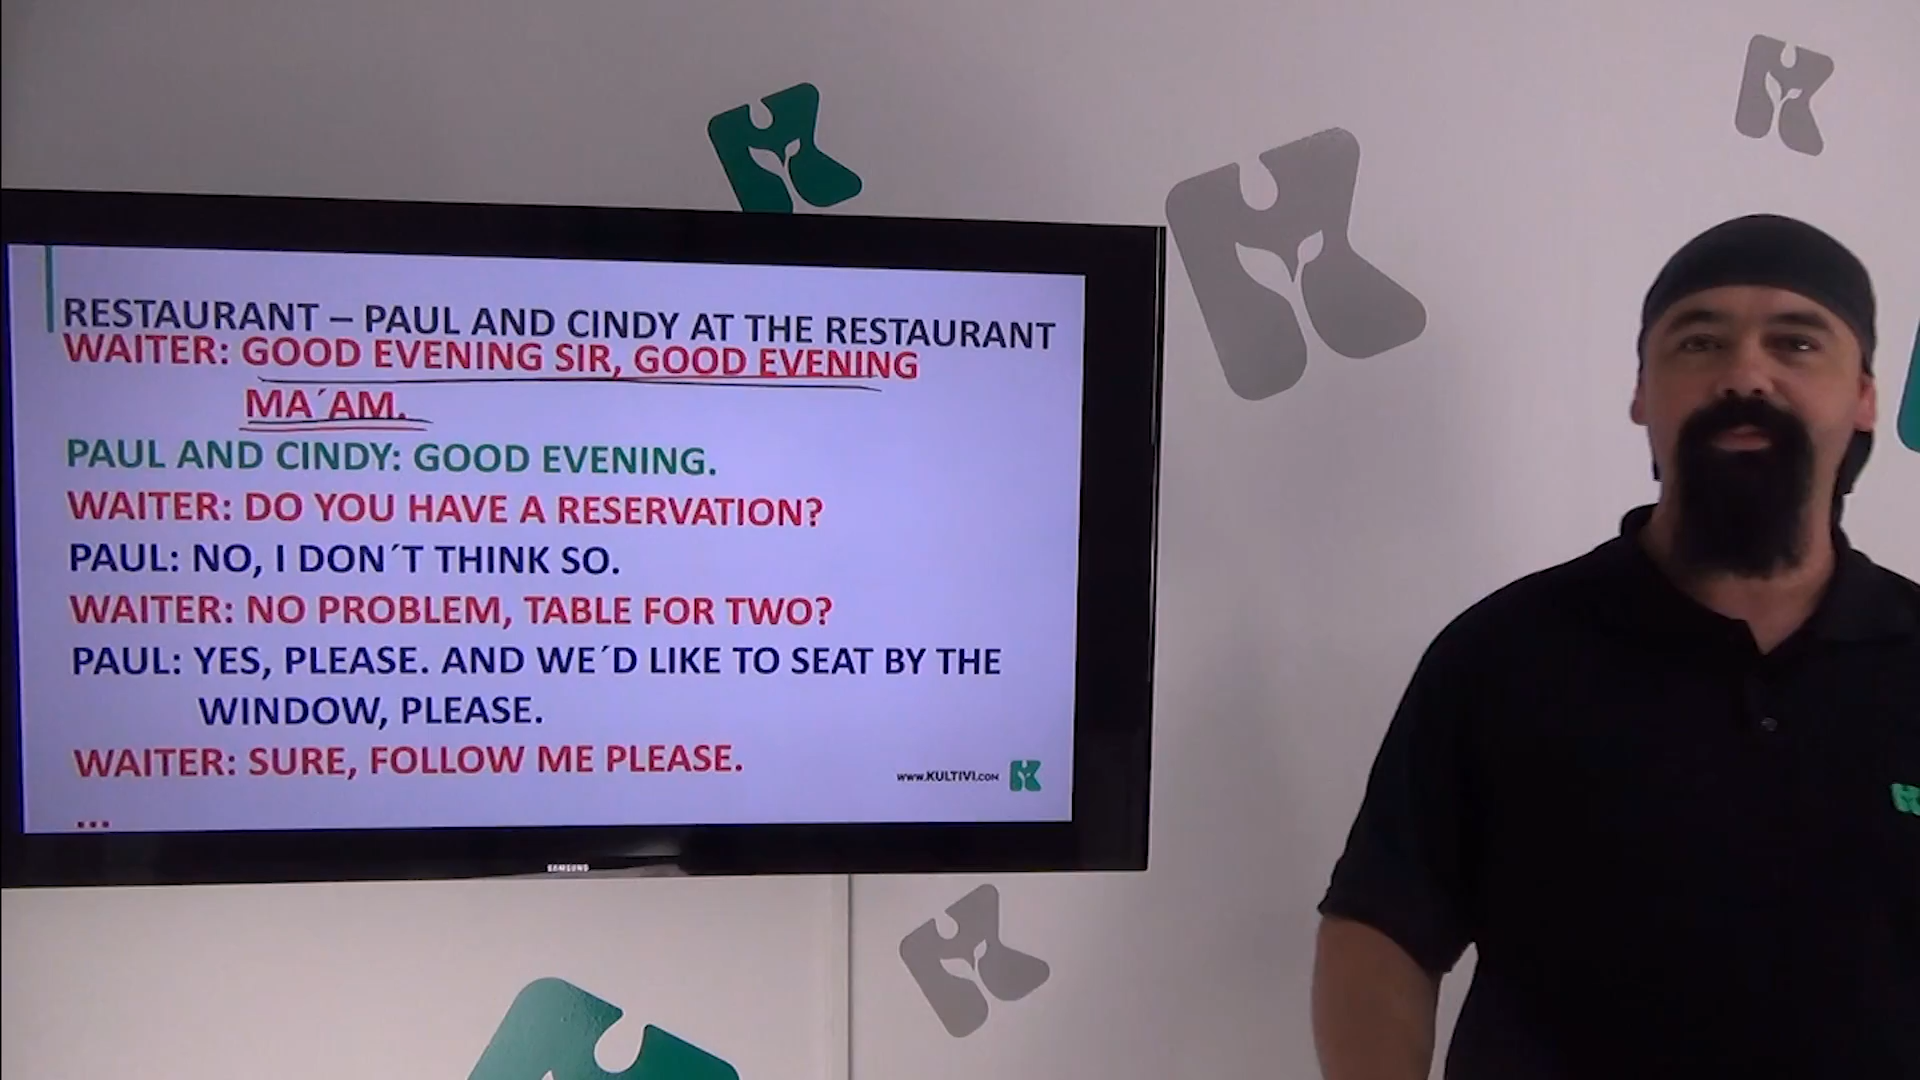 RESTAURANT – PAUL AND CINDY AT THE RESTAURANT
WAITER: GOOD EVENING SIR, GOOD EVENING
MA´AM.
PAUL AND CINDY: GOOD EVENING.
WAITER: DO YOU HAVE A RESERVATION?
PAUL: NO, I DON´T THINK SO.
WAITER: NO PROBLEM, TABLE FOR TWO?
PAUL: YES, PLEASE. AND WE´D LIKE TO SEAT BY THE
WINDOW, PLEASE.
WAITER: SURE, FOLLOW ME PLEASE.
...
WWW.KULTIVI.COM
SAMSUNG